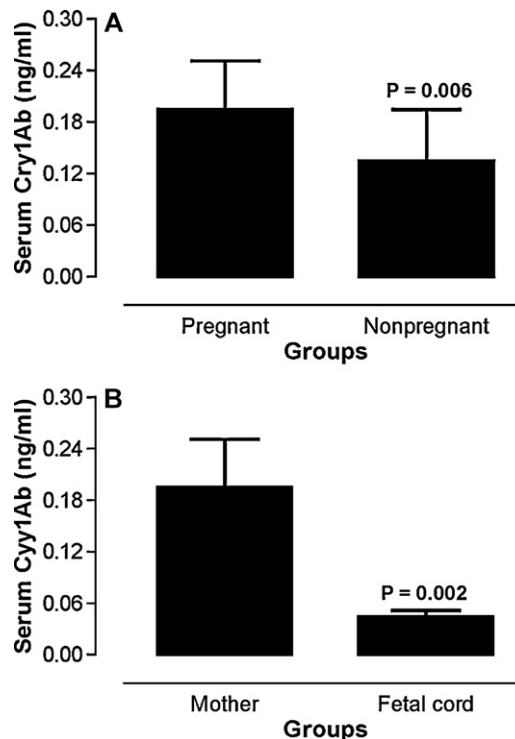 A
Serum Cry1Ab (ng/ml)
0.30
0.24
0.18
0.12
0.06
0.00
P = 0.006
Pregnant Nonpregnant
Groups
B
Serum Cyy1Ab (ng/ml)
0.30
0.24
0.18
0.12
0.06
0.00
P = 0.002
Mother Fetal cord
Groups